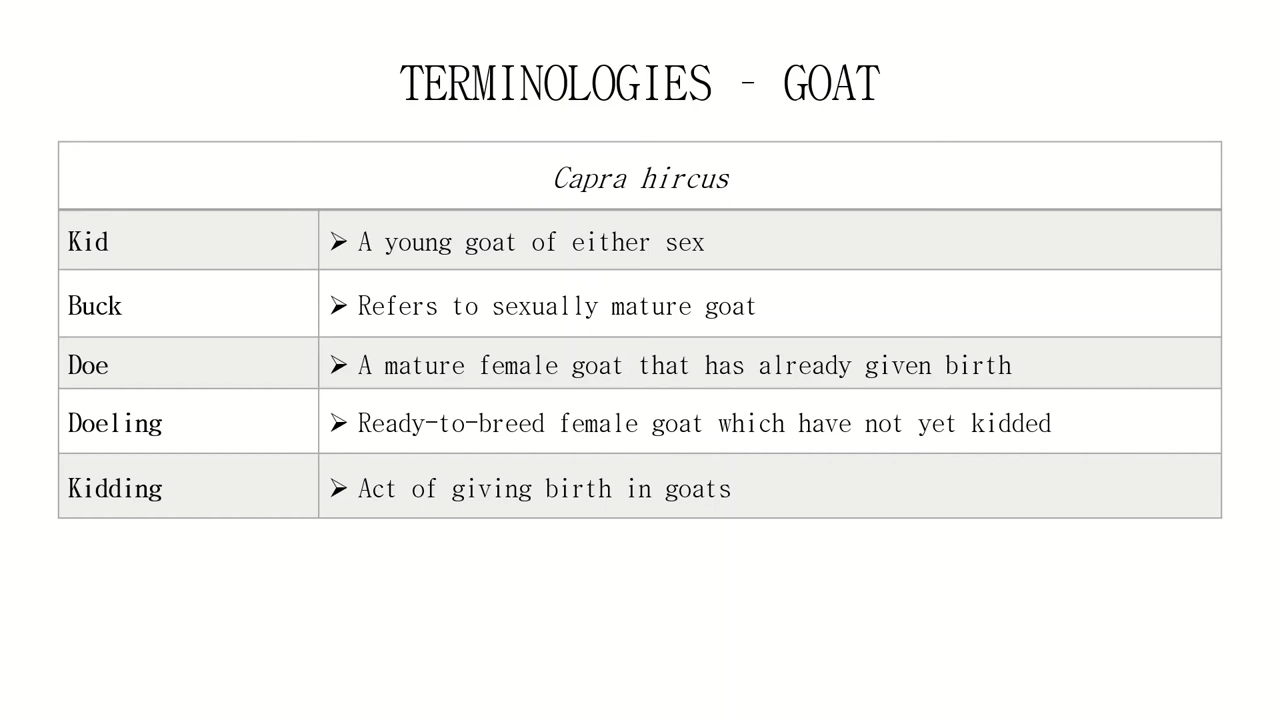 TERMINOLOGIES - GOAT
Capra hircus
Kid ➢ A young goat of either sex
Buck ➢ Refers to sexually mature goat
Doe ➢ A mature female goat that has already given birth
Doeling ➢ Ready-to-breed female goat which have not yet kidded
Kidding ➢ Act of giving birth in goats